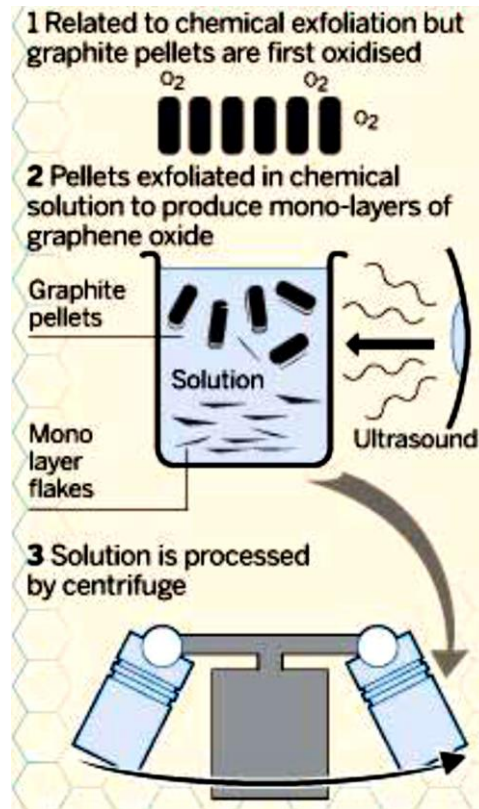 1 Related to chemical exfoliation but
graphite pellets are first oxidised
O2
O2
O2
2 Pellets exfoliated in chemical
solution to produce mono-layers of
graphene oxide
Graphite
pellets
Solution
Mono
layer
flakes
Ultrasound
3 Solution is processed
by centrifuge